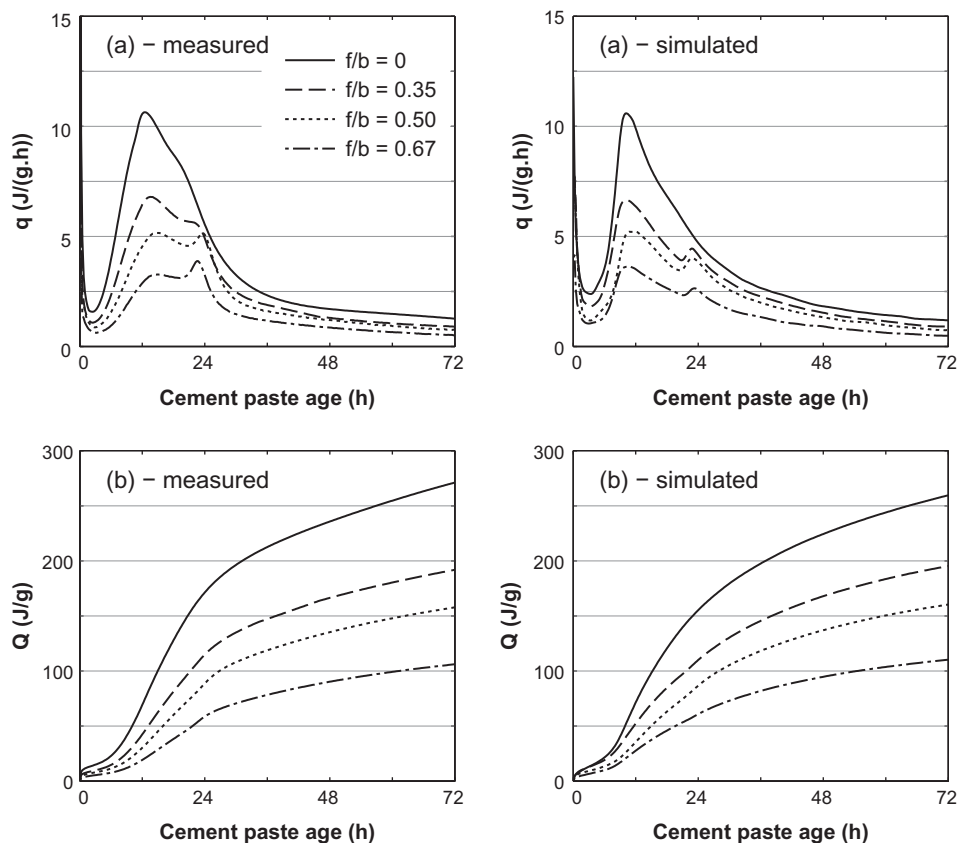 (a) − measured
f/b = 0
f/b = 0.35
f/b = 0.50
f/b = 0.67
15
10
5
0
q (J/(g.h))
0
24
48
72
Cement paste age (h)
(a) − simulated
15
10
5
0
q (J/(g.h))
0
24
48
72
Cement paste age (h)
(b) − measured
300
200
100
0
Q (J/g)
0
24
48
72
Cement paste age (h)
(b) − simulated
300
200
100
0
Q (J/g)
0
24
48
72
Cement paste age (h)